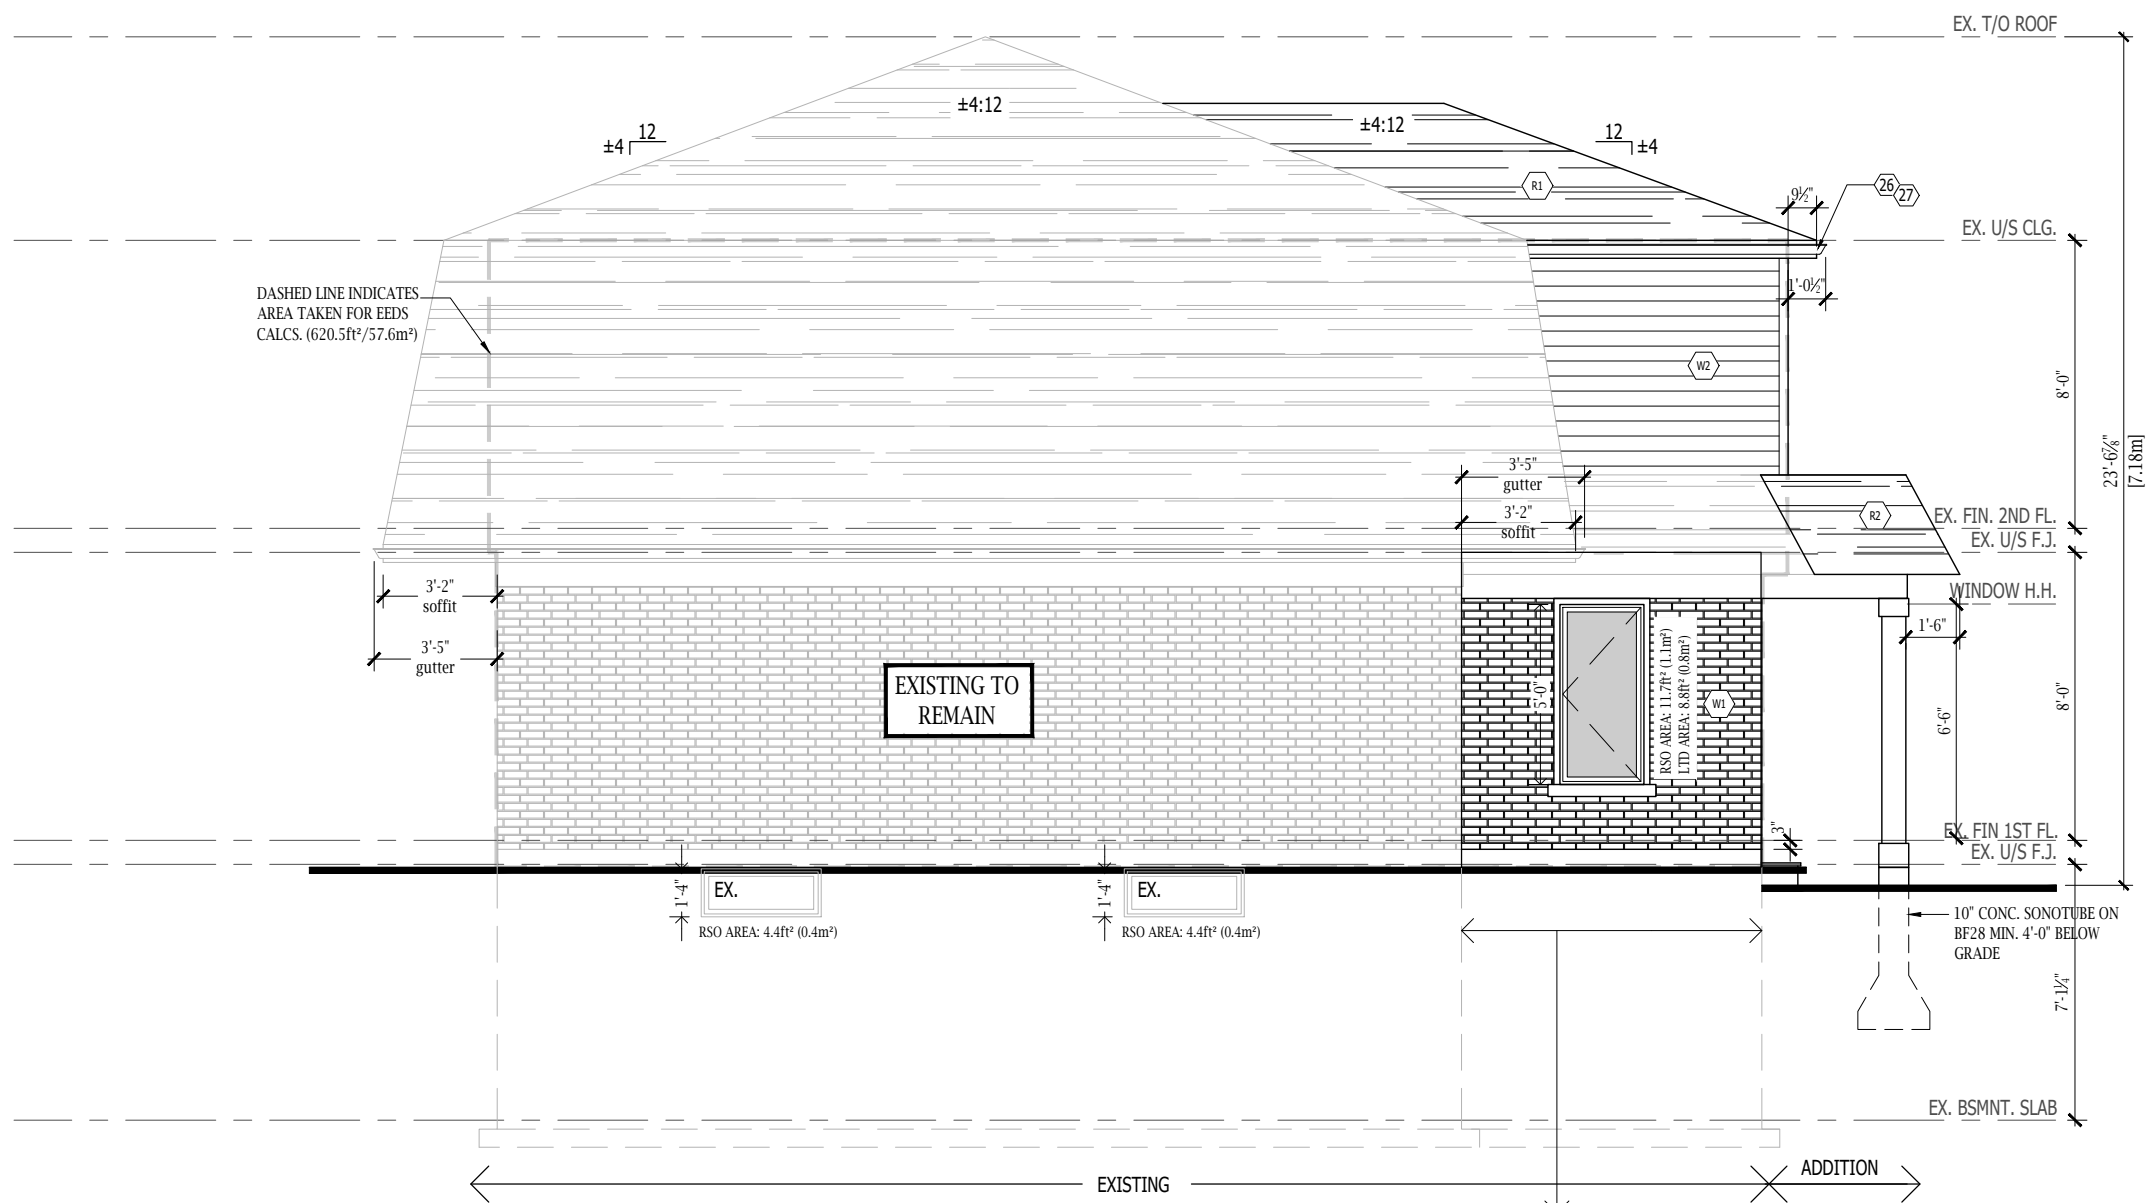 EX. T/O ROOF
±4:12
±4:12
12
±4
12
±4
R1
26
27
9½"
EX. U/S CLG.
1'-0½"
DASHED LINE INDICATES
AREA TAKEN FOR EEDS
CALCS. (620.5ft²/57.6m²)
W2
8'-0"
23'-6⅞"
[7.18m]
3'-5"
gutter
3'-2"
soffit
R2
EX. FIN. 2ND FL.
EX. U/S F.J.
3'-2"
soffit
WINDOW H.H.
1'-6"
3'-5"
gutter
EXISTING TO
REMAIN
5'-0"
RSO AREA: 11.7ft² (1.1m²)
LTD AREA: 8.8ft² (0.8m²)
W1
6'-6"
8'-0"
3"
EX. FIN 1ST FL.
EX. U/S F.J.
1'-4"
EX.
1'-4"
EX.
RSO AREA: 4.4ft² (0.4m²)
RSO AREA: 4.4ft² (0.4m²)
10" CONC. SONOTUBE ON
BF28 MIN. 4'-0" BELOW
GRADE
7'-1¼"
EX. BSMNT. SLAB
EXISTING
ADDITION